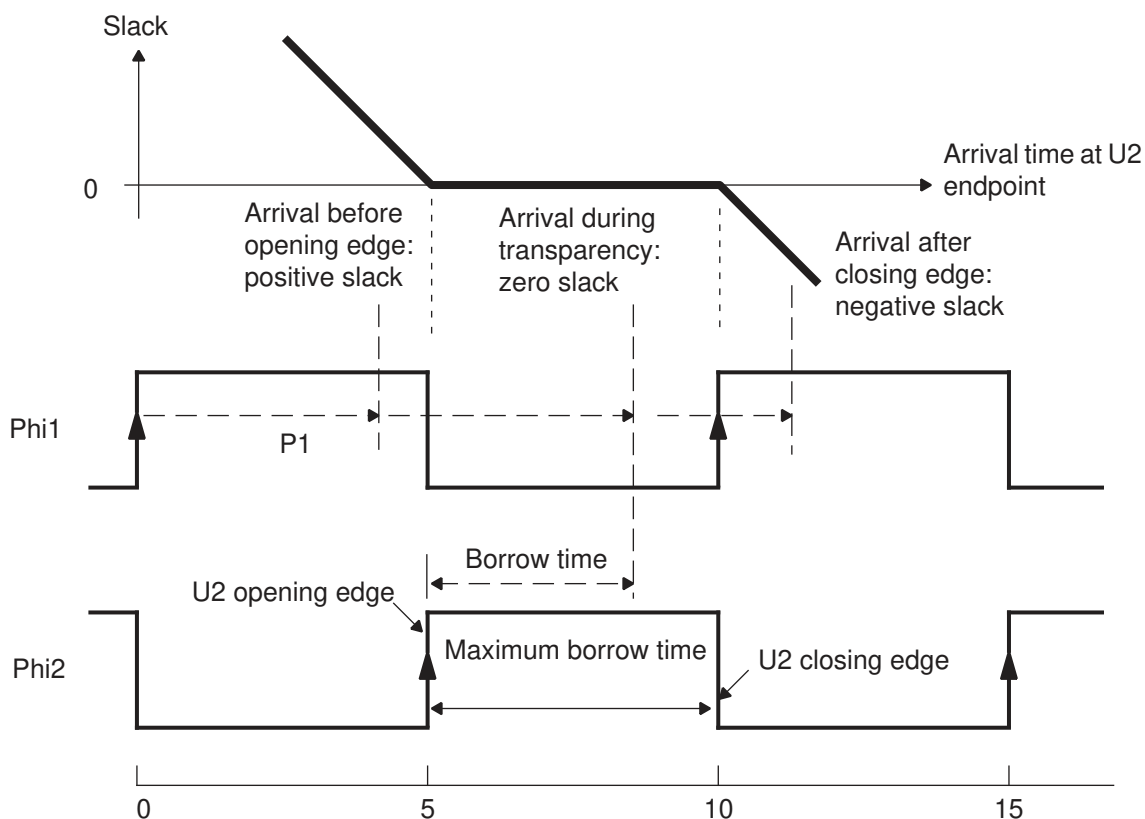 Slack
0
Arrival time at U2
endpoint
Arrival before
opening edge:
positive slack
Arrival during
transparency:
zero slack
Arrival after
closing edge:
negative slack
Phi1
P1
Borrow time
U2 opening edge
Phi2
Maximum borrow time
U2 closing edge
0
5
10
15